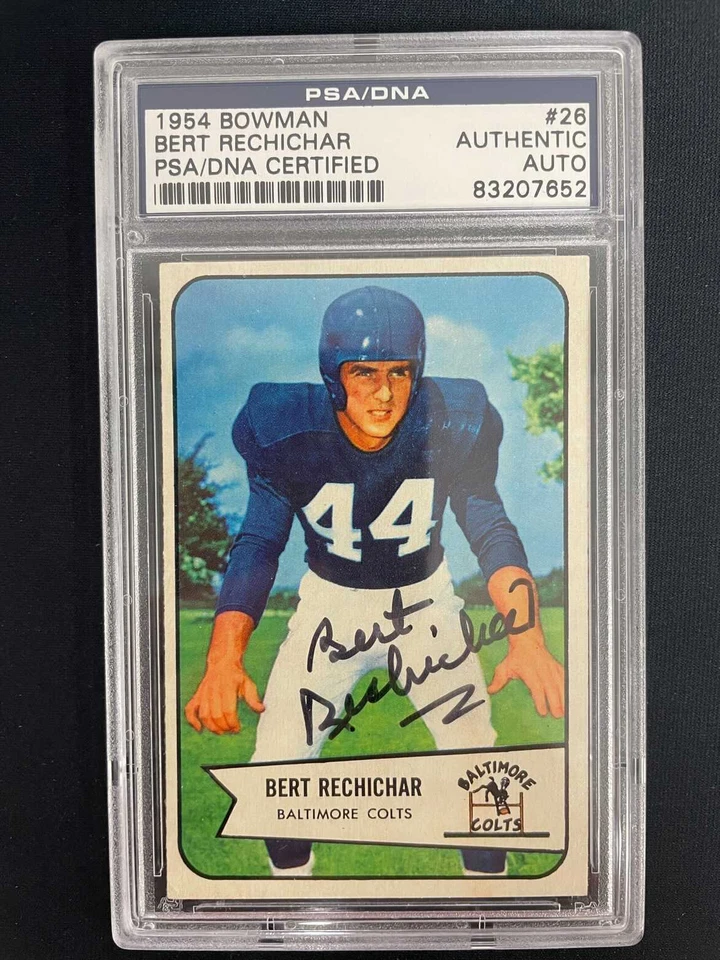 PSA/DNA
1954 BOWMAN #26
BERT RECHICHAR AUTHENTIC
PSA/DNA CERTIFIED AUTO
83207652
44
Bert
Rechichar
BERT RECHICHAR
BALTIMORE COLTS
BALTIMORE
COLTS